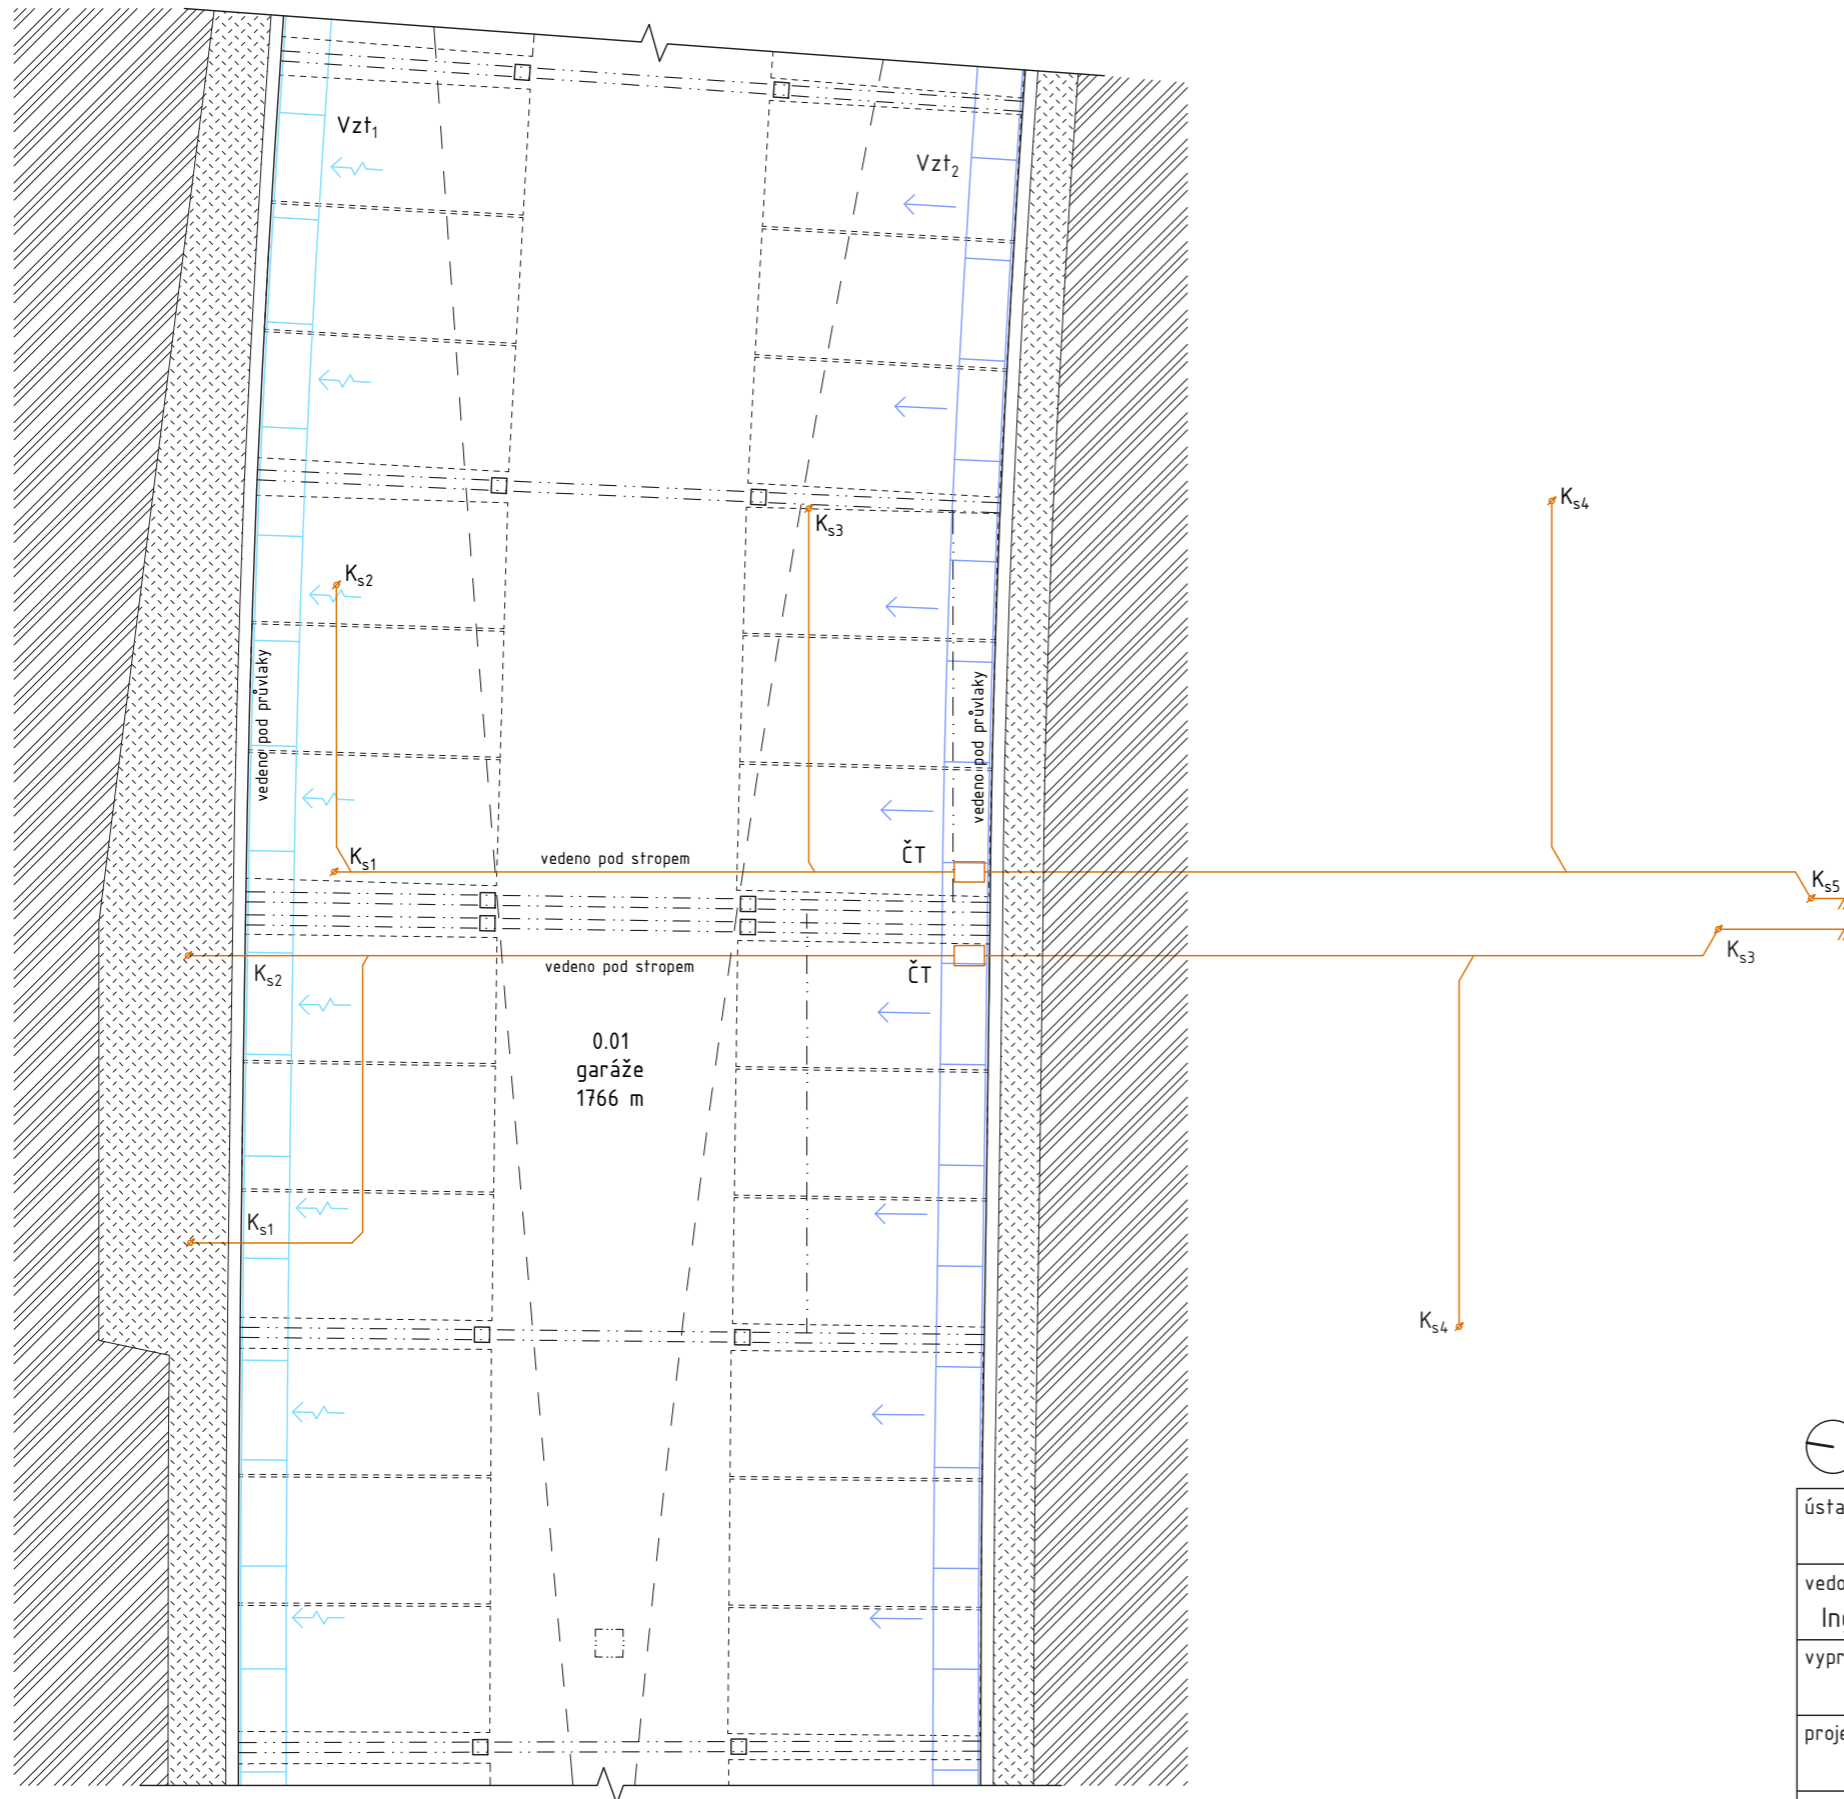 Vzt₁
Vzt₂
Kₛ₄
Kₛ₃
Kₛ₂
vedeno pod průvlaky
vedeno pod průvlaky
Kₛ₁
vedeno pod stropem
ČT
Kₛ₅
Kₛ₃
Kₛ₂
vedeno pod stropem
ČT
0.01
garáže
1766 m
Kₛ₁
Kₛ₄
ústa
vedo
vypr
proje